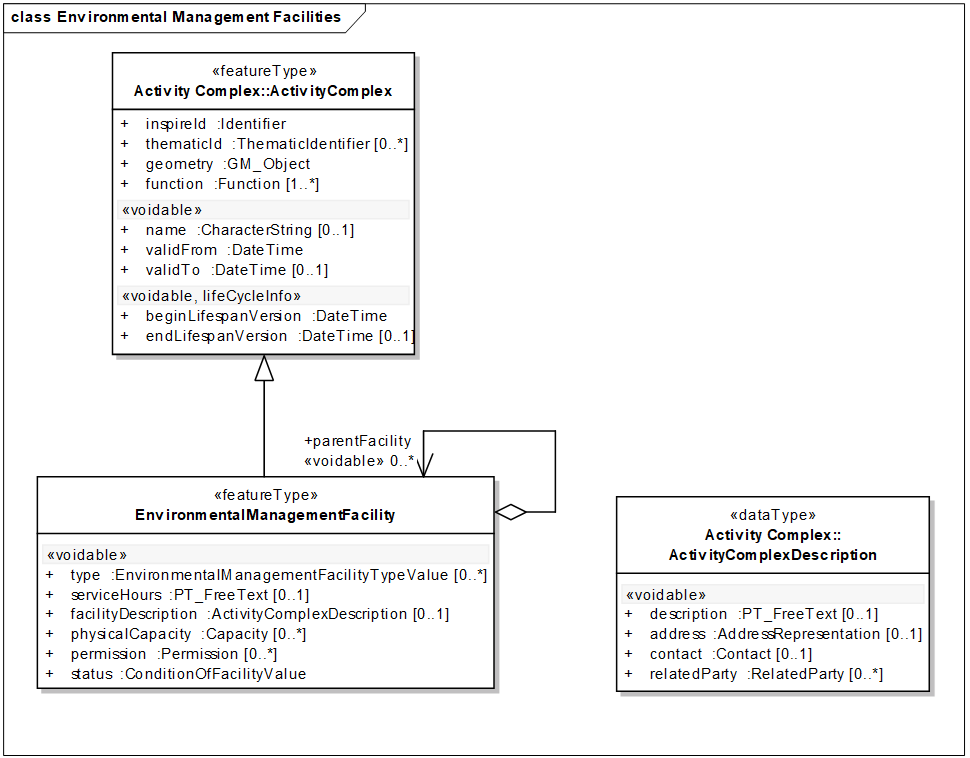 class Environmental Management Facilities
«featureType»
Activity Complex::ActivityComplex
+ inspireId :Identifier
+ thematicId :ThematicIdentifier [0..*]
+ geometry :GM_Object
+ function :Function [1..*]
«voidable»
+ name :CharacterString [0..1]
+ validFrom :DateTime
+ validTo :DateTime [0..1]
«voidable, lifeCycleInfo»
+ beginLifespanVersion :DateTime
+ endLifespanVersion :DateTime [0..1]
+parentFacility
«voidable» 0..*
«featureType»
EnvironmentalManagementFacility
«voidable»
+ type :EnvironmentalManagementFacilityTypeValue [0..*]
+ serviceHours :PT_FreeText [0..1]
+ facilityDescription :ActivityComplexDescription [0..1]
+ physicalCapacity :Capacity [0..*]
+ permission :Permission [0..*]
+ status :ConditionOfFacilityValue
«dataType»
Activity Complex::
ActivityComplexDescription
«voidable»
+ description :PT_FreeText [0..1]
+ address :AddressRepresentation [0..1]
+ contact :Contact [0..1]
+ relatedParty :RelatedParty [0..*]